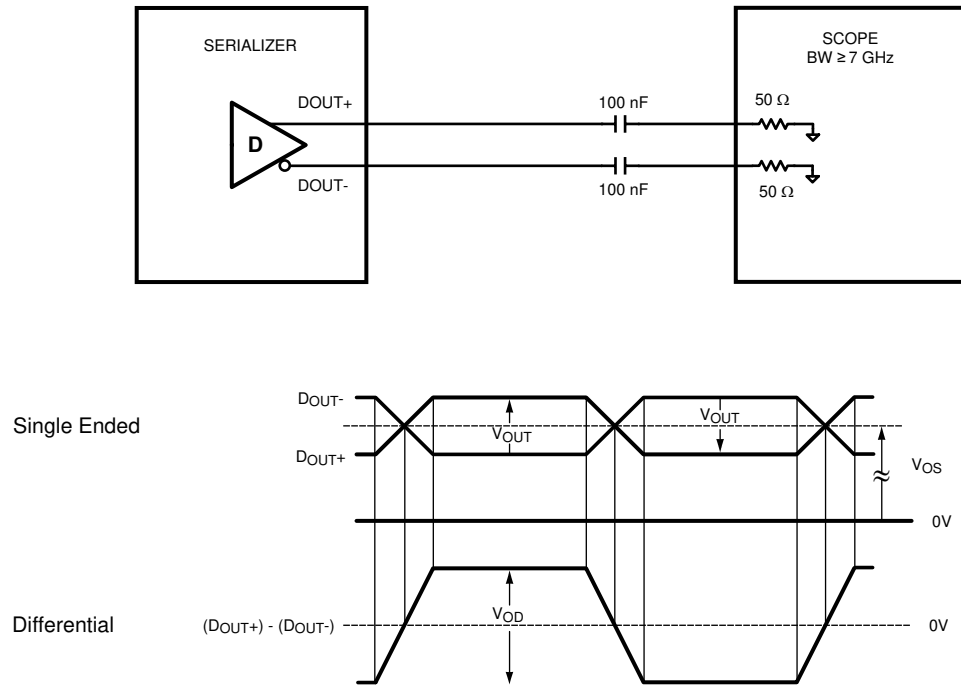 SERIALIZER
SCOPE
BW ≥ 7 GHz
DOUT+
100 nF
50 Ω
D
DOUT-
100 nF
50 Ω
DOUT-
Single Ended
VOUT
VOUT
DOUT+
VOS
≈
0V
Differential
(DOUT+) - (DOUT-)
VOD
0V